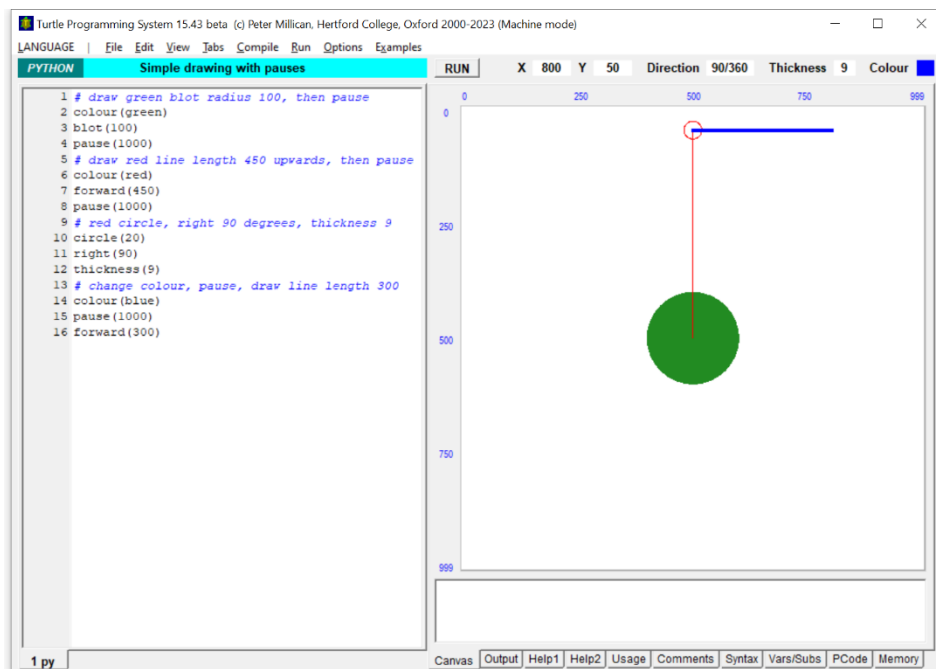 Turtle Programming System 15.43 beta  (c) Peter Millican, Hertford College, Oxford 2000-2023 (Machine mode)
LANGUAGE | File Edit View Tabs Compile Run Options Examples
PYTHON Simple drawing with pauses RUN X 800 Y 50 Direction 90/360 Thickness 9 Colour
1 # draw green blot radius 100, then pause
2 colour(green)
3 blot(100)
4 pause(1000)
5 # draw red line length 450 upwards, then pause
6 colour(red)
7 forward(450)
8 pause(1000)
9 # red circle, right 90 degrees, thickness 9
10 circle(20)
11 right(90)
12 thickness(9)
13 # change colour, pause, draw line length 300
14 colour(blue)
15 pause(1000)
16 forward(300)
0 250 500 750 999
0
250
500
750
999
1 py
Canvas Output Help1 Help2 Usage Comments Syntax Vars/Subs PCode Memory